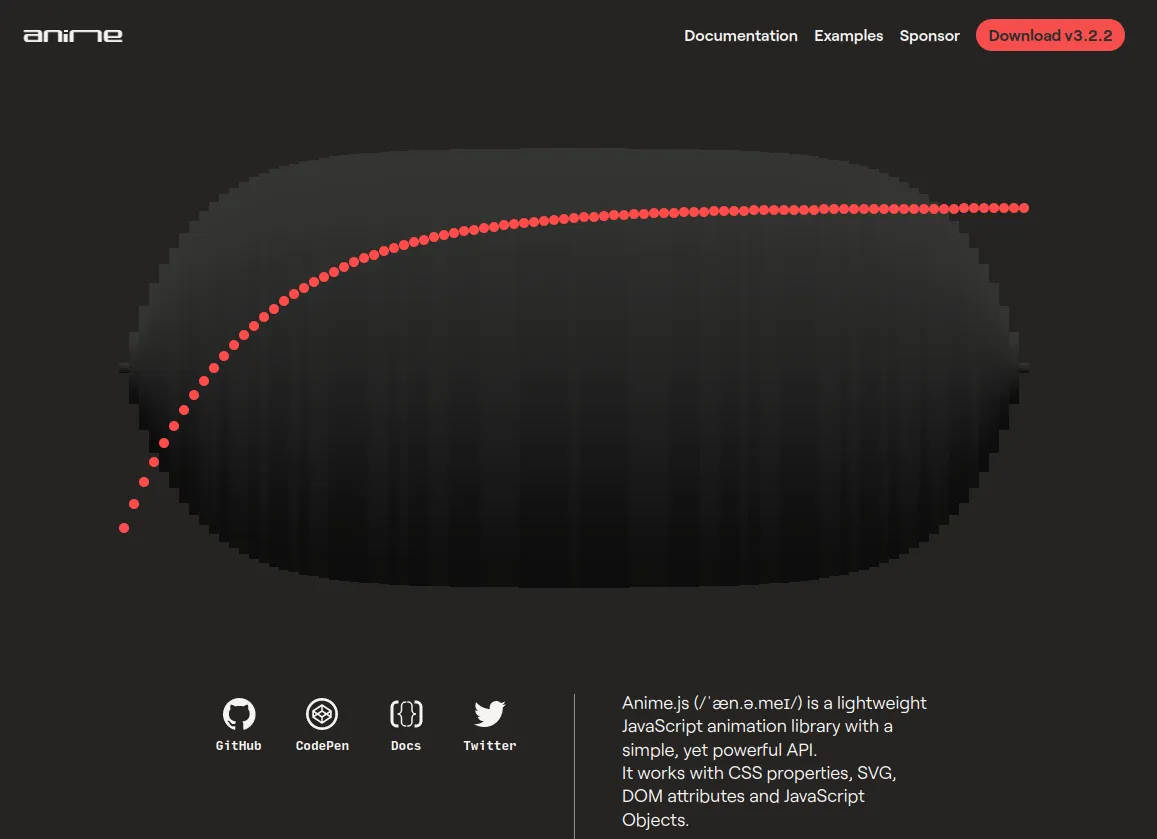 anime
Documentation Examples Sponsor Download v3.2.2
GitHub CodePen Docs Twitter
Anime.js (/ˈæn.ə.meɪ/) is a lightweight
JavaScript animation library with a
simple, yet powerful API.
It works with CSS properties, SVG,
DOM attributes and JavaScript
Objects.